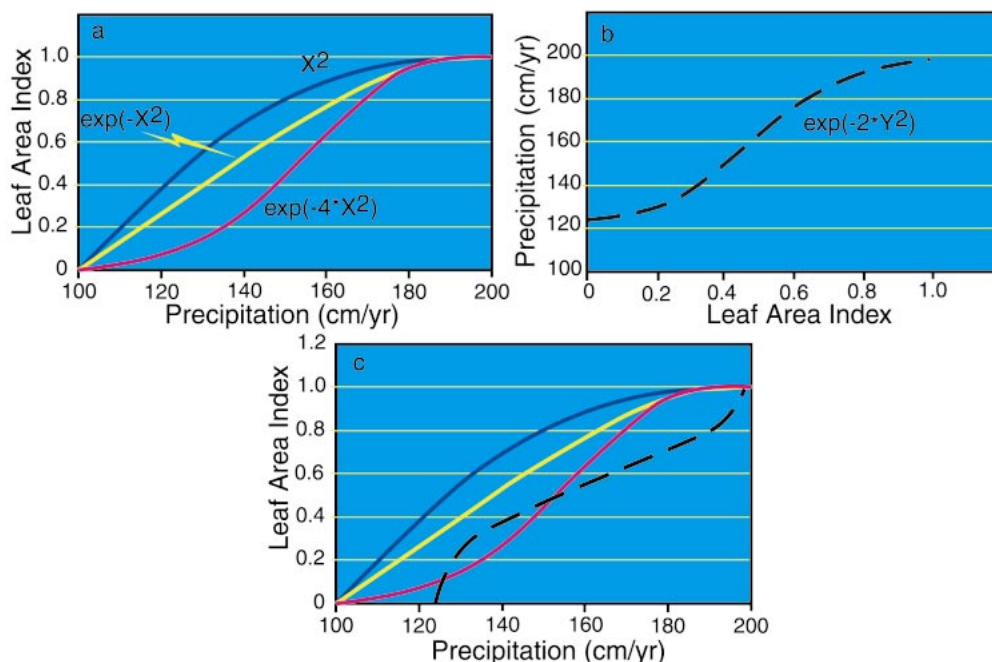 a
Leaf Area Index
1.0
0.8
0.6
0.4
0.2
0
X2
exp(-X2)
exp(-4*X2)
100 120 140 160 180 200
Precipitation (cm/yr)
b
Precipitation (cm/yr)
200
180
160
140
120
100
exp(-2*Y2)
0 0.2 0.4 0.6 0.8 1.0
Leaf Area Index
c
Leaf Area Index
1.2
1.0
0.8
0.6
0.4
0.2
0
100 120 140 160 180 200
Precipitation (cm/yr)